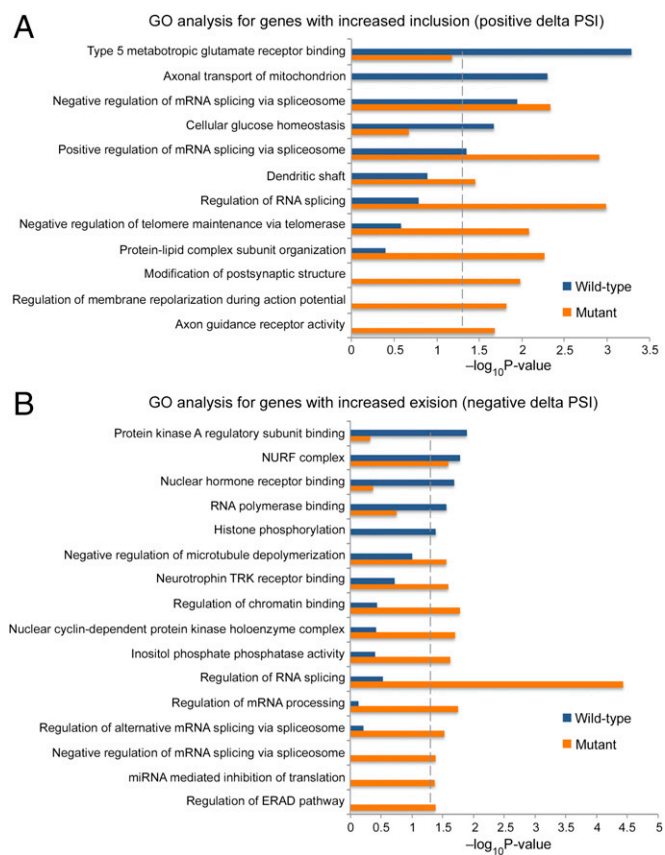 A
GO analysis for genes with increased inclusion (positive delta PSI)
Type 5 metabotropic glutamate receptor binding
Axonal transport of mitochondrion
Negative regulation of mRNA splicing via spliceosome
Cellular glucose homeostasis
Positive regulation of mRNA splicing via spliceosome
Dendritic shaft
Regulation of RNA splicing
Negative regulation of telomere maintenance via telomerase
Protein-lipid complex subunit organization
Modification of postsynaptic structure
Regulation of membrane repolarization during action potential
Axon guidance receptor activity
Wild-type
Mutant
0 0.5 1 1.5 2 2.5 3 3.5
–log10P-value
B
GO analysis for genes with increased exision (negative delta PSI)
Protein kinase A regulatory subunit binding
NURF complex
Nuclear hormone receptor binding
RNA polymerase binding
Histone phosphorylation
Negative regulation of microtubule depolymerization
Neurotrophin TRK receptor binding
Regulation of chromatin binding
Nuclear cyclin-dependent protein kinase holoenzyme complex
Inositol phosphate phosphatase activity
Regulation of RNA splicing
Regulation of mRNA processing
Regulation of alternative mRNA splicing via spliceosome
Negative regulation of mRNA splicing via spliceosome
miRNA mediated inhibition of translation
Regulation of ERAD pathway
Wild-type
Mutant
0 0.5 1 1.5 2 2.5 3 3.5 4 4.5 5
–log10P-value